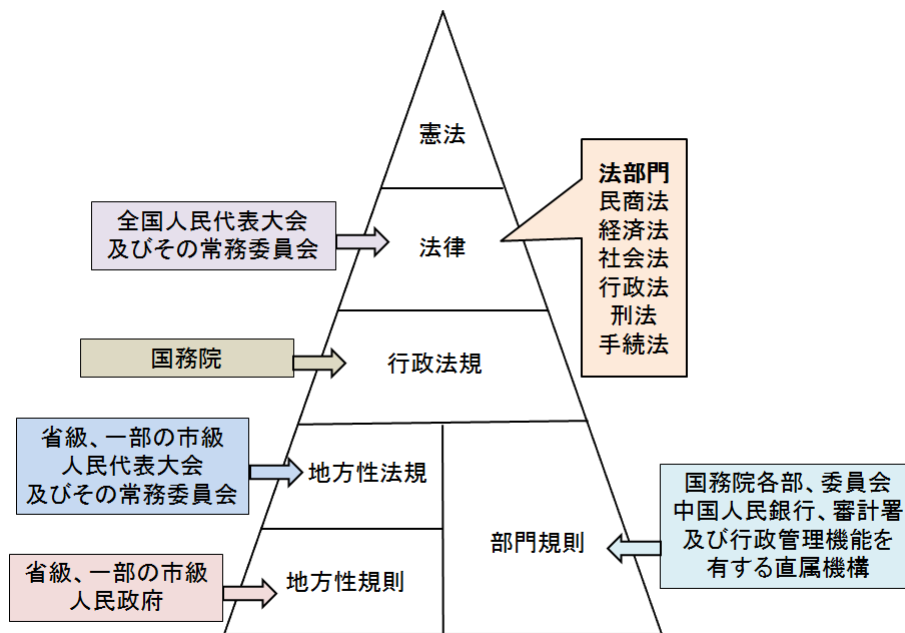 憲法
法部門
民商法
経済法
社会法
行政法
刑法
手続法
全国人民代表大会
及びその常務委員会
法律
国務院
行政法規
省級、一部の市級
人民代表大会
及びその常務委員会
地方性法規
国務院各部、委員会
中国人民銀行、審計署
及び行政管理機能を
有する直属機構
部門規則
省級、一部の市級
人民政府
地方性規則